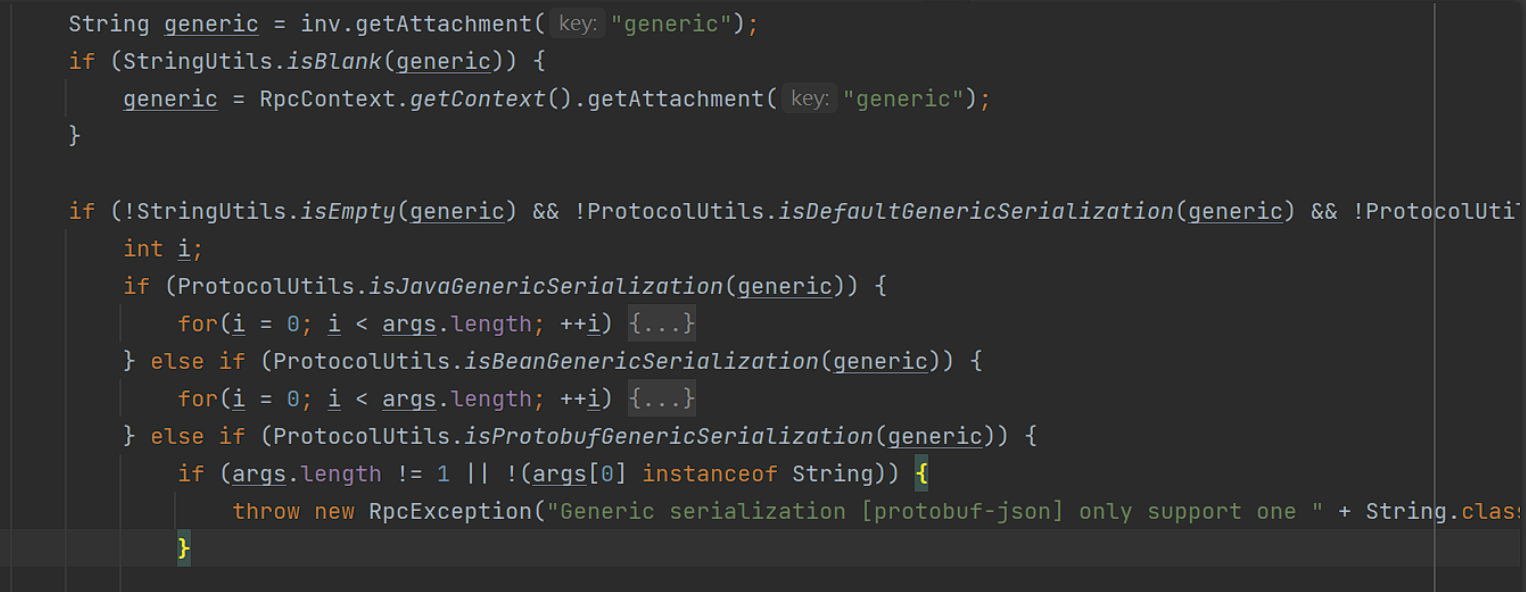 String generic = inv.getAttachment( key: "generic");
if (StringUtils.isBlank(generic)) {
generic = RpcContext.getContext().getAttachment( key: "generic");
}
if (!StringUtils.isEmpty(generic) && !ProtocolUtils.isDefaultGenericSerialization(generic) && !ProtocolUti
int i;
if (ProtocolUtils.isJavaGenericSerialization(generic)) {
for(i = 0; i < args.length; ++i) {...}
} else if (ProtocolUtils.isBeanGenericSerialization(generic)) {
for(i = 0; i < args.length; ++i) {...}
} else if (ProtocolUtils.isProtobufGenericSerialization(generic)) {
if (args.length != 1 || !(args[0] instanceof String)) {
throw new RpcException("Generic serialization [protobuf-json] only support one " + String.class
}